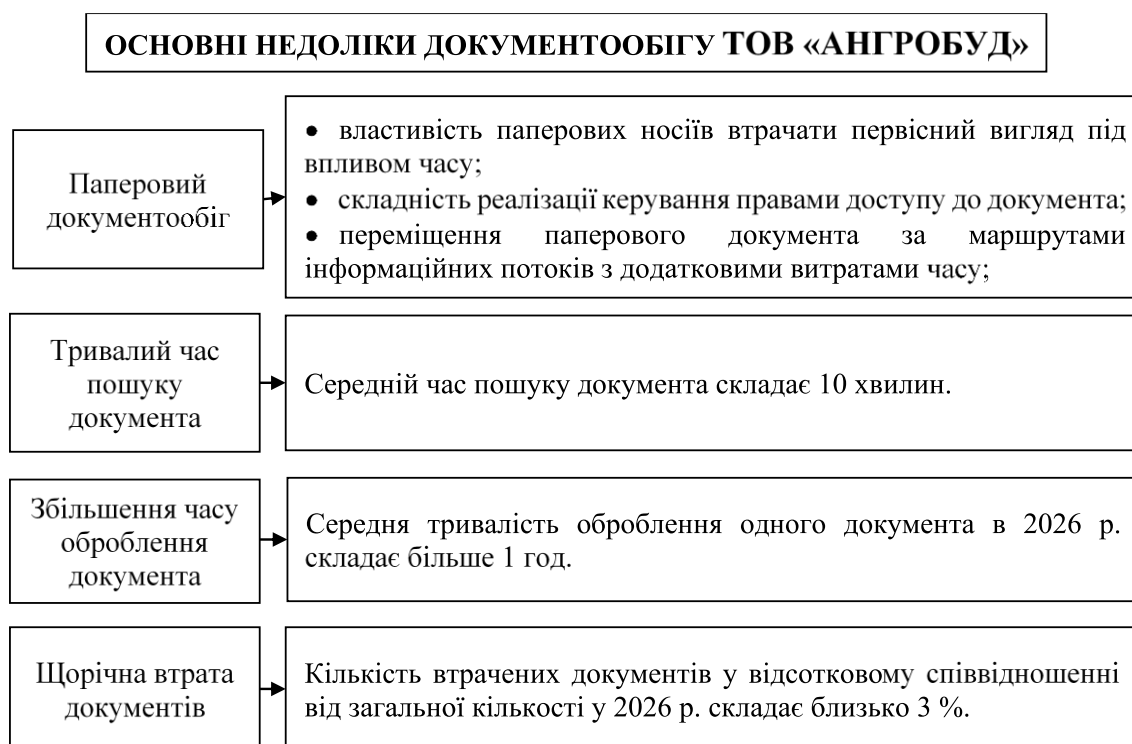 ОСНОВНІ НЕДОЛІКИ ДОКУМЕНТООБІГУ ТОВ «АНГРОБУД»
Паперовий
документообіг
• властивість паперових носіїв втрачати первісний вигляд під
впливом часу;
• складність реалізації керування правами доступу до документа;
• переміщення паперового документа за маршрутами
інформаційних потоків з додатковими витратами часу;
Тривалий час
пошуку
документа
Середній час пошуку документа складає 10 хвилин.
Збільшення часу
оброблення
документа
Середня тривалість оброблення одного документа в 2026 р.
складає більше 1 год.
Щорічна втрата
документів
Кількість втрачених документів у відсотковому співвідношенні
від загальної кількості у 2026 р. складає близько 3 %.